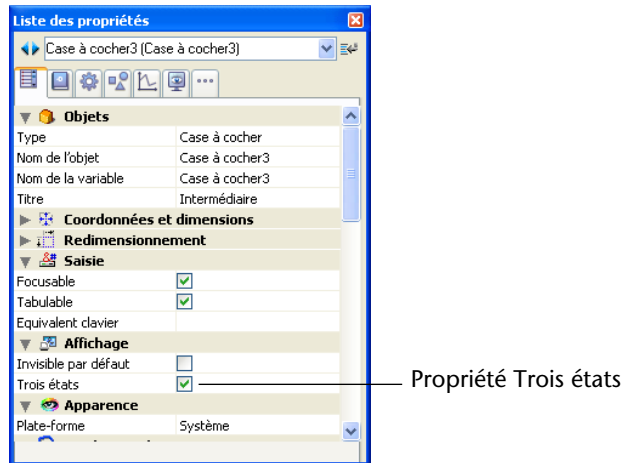 Liste des propriétés
Case à cocher3 (Case à cocher3)
Objets
Type Case à cocher
Nom de l'objet Case à cocher3
Nom de la variable Case à cocher3
Titre Intermédiaire
Coordonnées et dimensions
Redimensionnement
Saisie
Focusable
Tabulable
Equivalent clavier
Affichage
Invisible par défaut
Trois états
Propriété Trois états
Apparence
Plate-forme Système